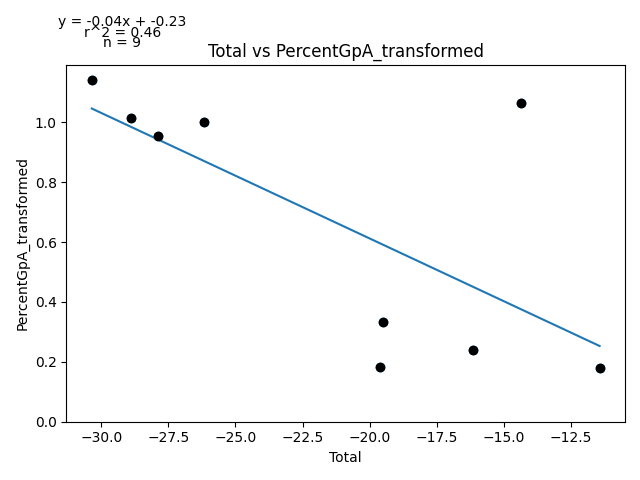 y = -0.04x + -0.23
r^2 = 0.46
n = 9
Total vs PercentGpA_transformed
PercentGpA_transformed
1.0
0.8
0.6
0.4
0.2
0.0
−30.0 −27.5 −25.0 −22.5 −20.0 −17.5 −15.0 −12.5
Total